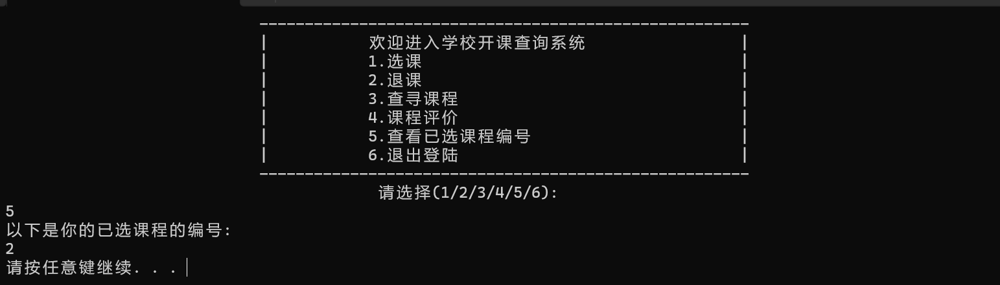 ------------------------------------------------------
| 欢迎进入学校开课查询系统 |
| 1.选课 |
| 2.退课 |
| 3.查寻课程 |
| 4.课程评价 |
| 5.查看已选课程编号 |
| 6.退出登陆 |
------------------------------------------------------
请选择(1/2/3/4/5/6):
5
以下是你的已选课程的编号:
2
请按任意键继续. . .